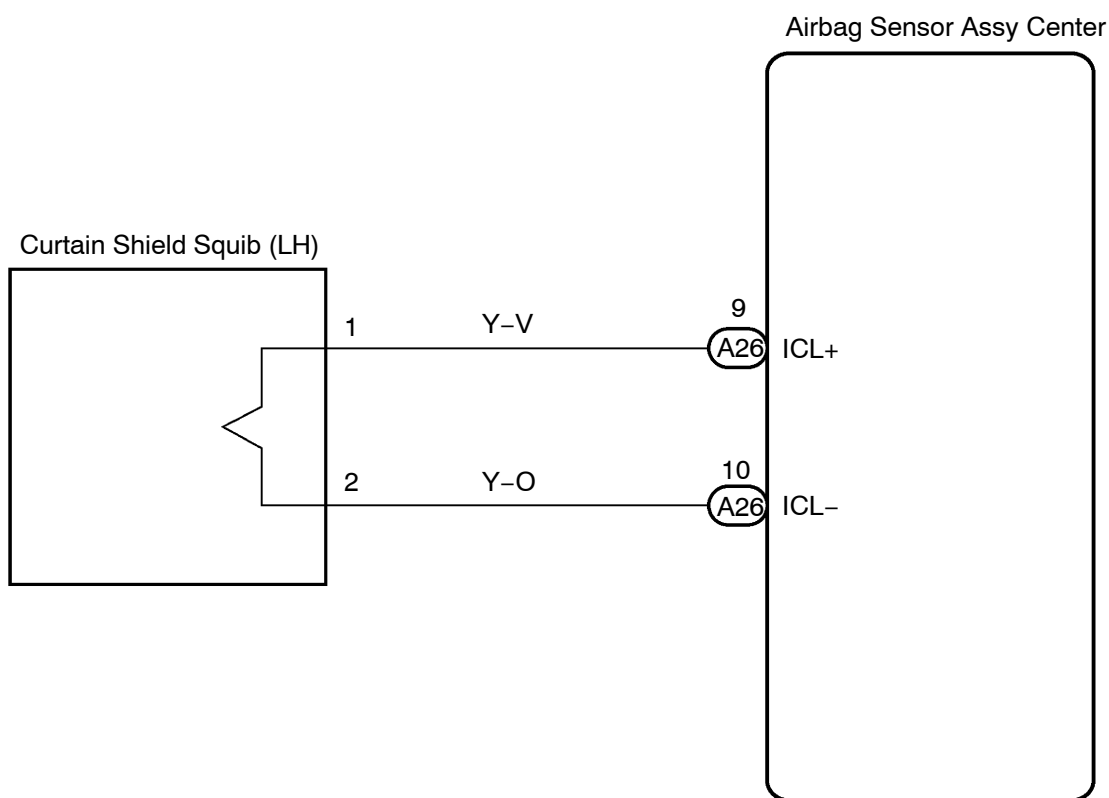 Airbag Sensor Assy Center
Curtain Shield Squib (LH)
1
Y−V
9
A26
ICL+
2
Y−O
10
A26
ICL−